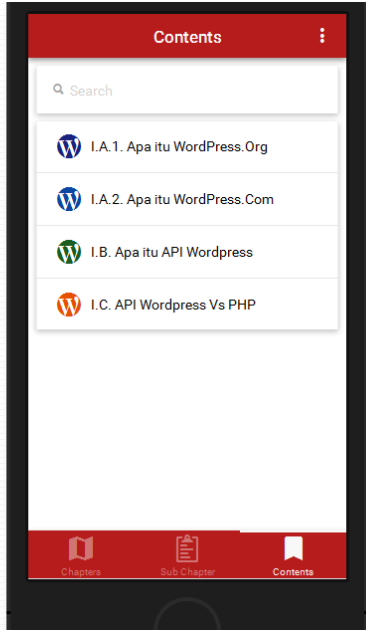 Contents
Search
I.A.1. Apa itu WordPress.Org
I.A.2. Apa itu WordPress.Com
I.B. Apa itu API Wordpress
I.C. API Wordpress Vs PHP
Chapters
Sub Chapter
Contents